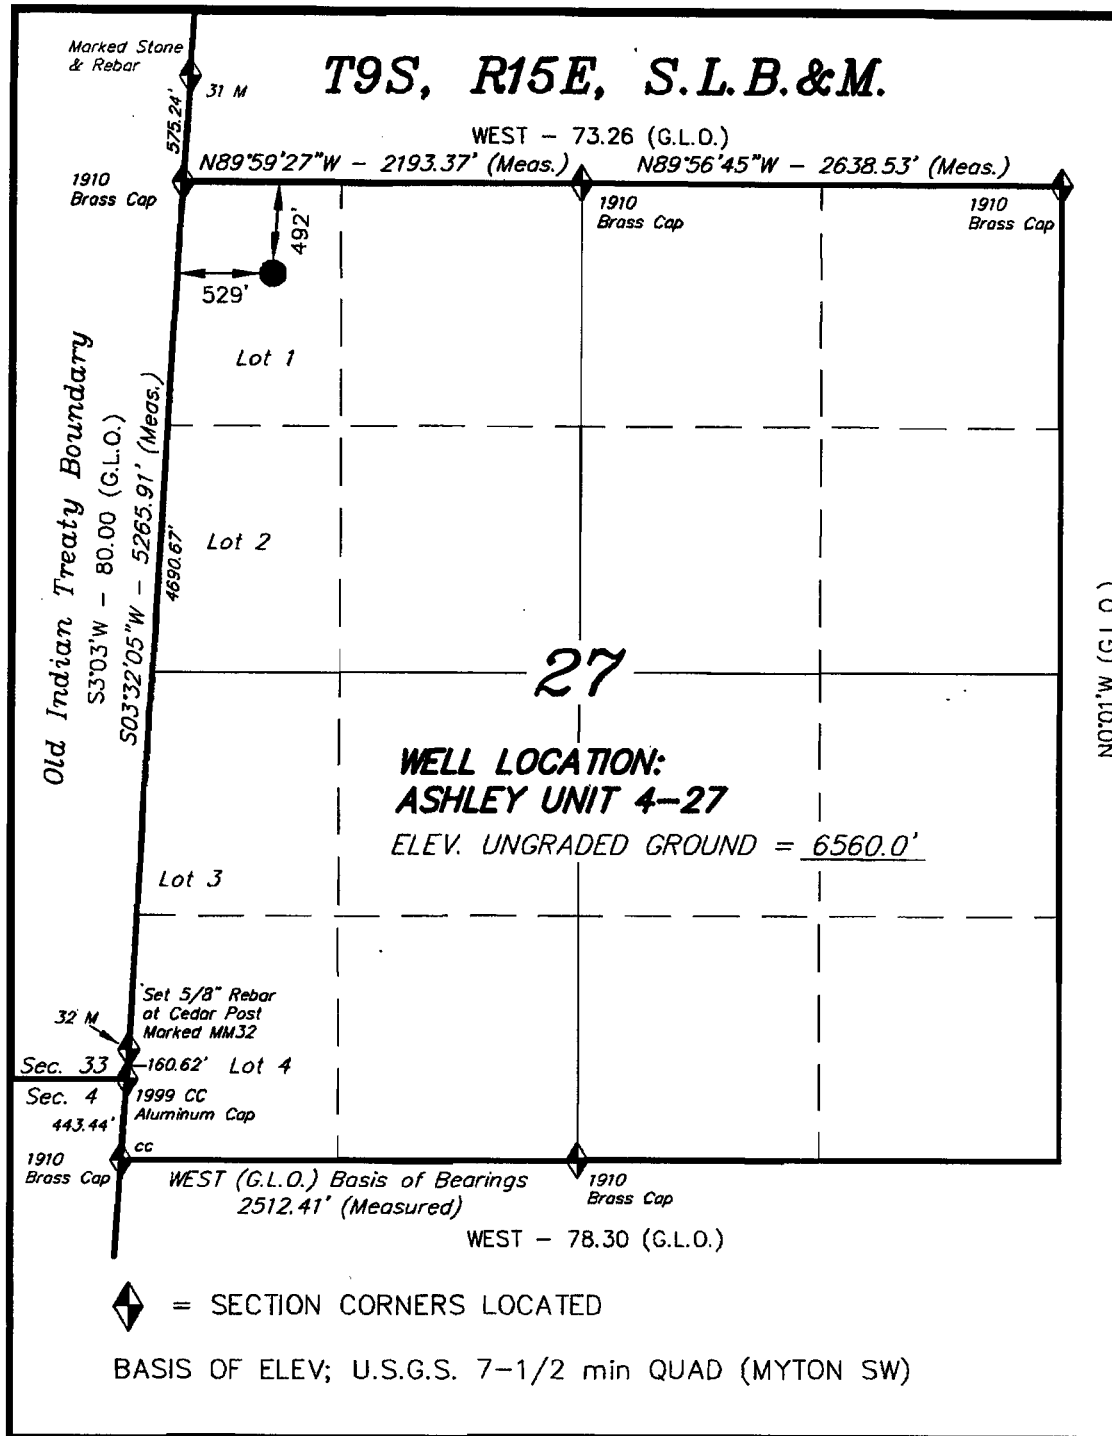 Marked Stone
& Rebar
T9S, R15E, S.L.B.&M.
31 M
575.24'
WEST – 73.26 (G.L.O.)
N89°59'27"W – 2193.37' (Meas.)
N89°56'45"W – 2638.53' (Meas.)
1910
Brass Cap
1910
Brass Cap
1910
Brass Cap
492'
529'
Lot 1
Old Indian Treaty Boundary
S3°03'W – 80.00 (G.L.O.)
S03°32'05"W – 5265.91' (Meas.)
4690.67'
Lot 2
N0°01'W (G.L.O.)
27
WELL LOCATION:
ASHLEY UNIT 4–27
ELEV. UNGRADED GROUND = 6560.0'
Lot 3
Set 5/8" Rebar
at Cedar Post
Marked MM32
32 M
Sec. 33
160.62'
Lot 4
Sec. 4
1999 CC
Aluminum Cap
443.44'
CC
1910
Brass Cap
WEST (G.L.O.) Basis of Bearings
2512.41' (Measured)
1910
Brass Cap
WEST – 78.30 (G.L.O.)
= SECTION CORNERS LOCATED
BASIS OF ELEV; U.S.G.S. 7–1/2 min QUAD (MYTON SW)